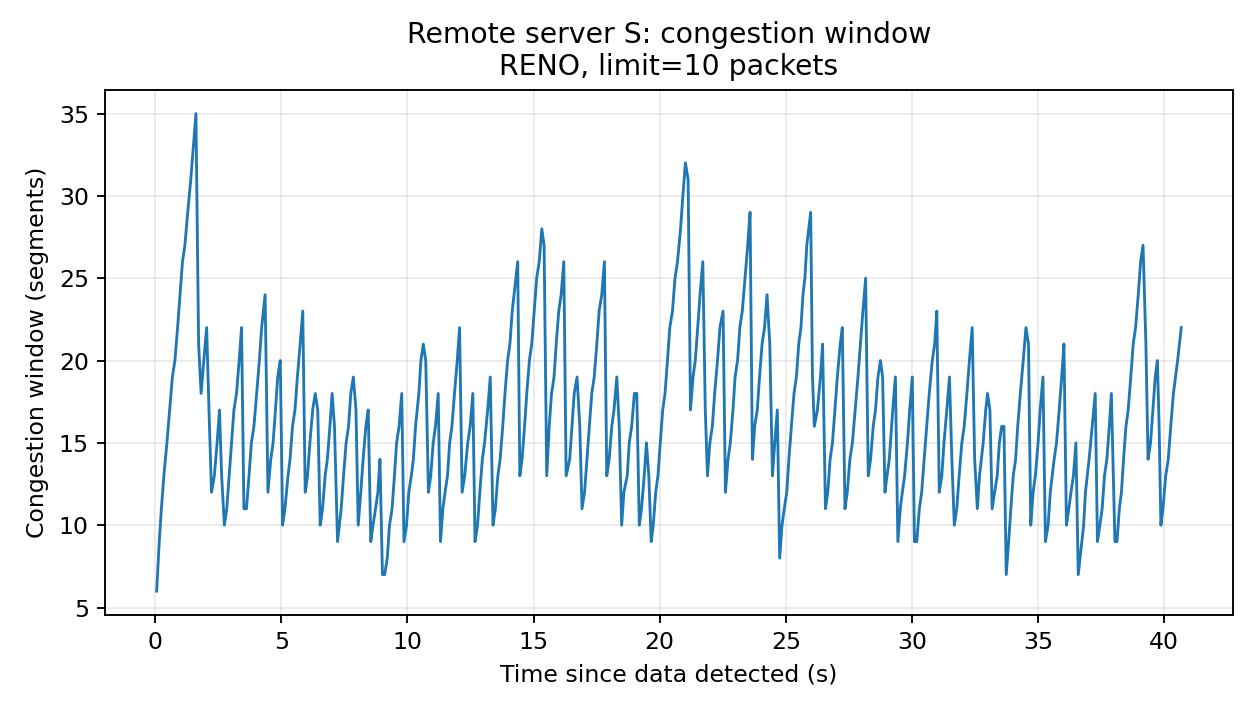 Remote server S: congestion window
RENO, limit=10 packets
Congestion window (segments)
35
30
25
20
15
10
5
0 5 10 15 20 25 30 35 40
Time since data detected (s)